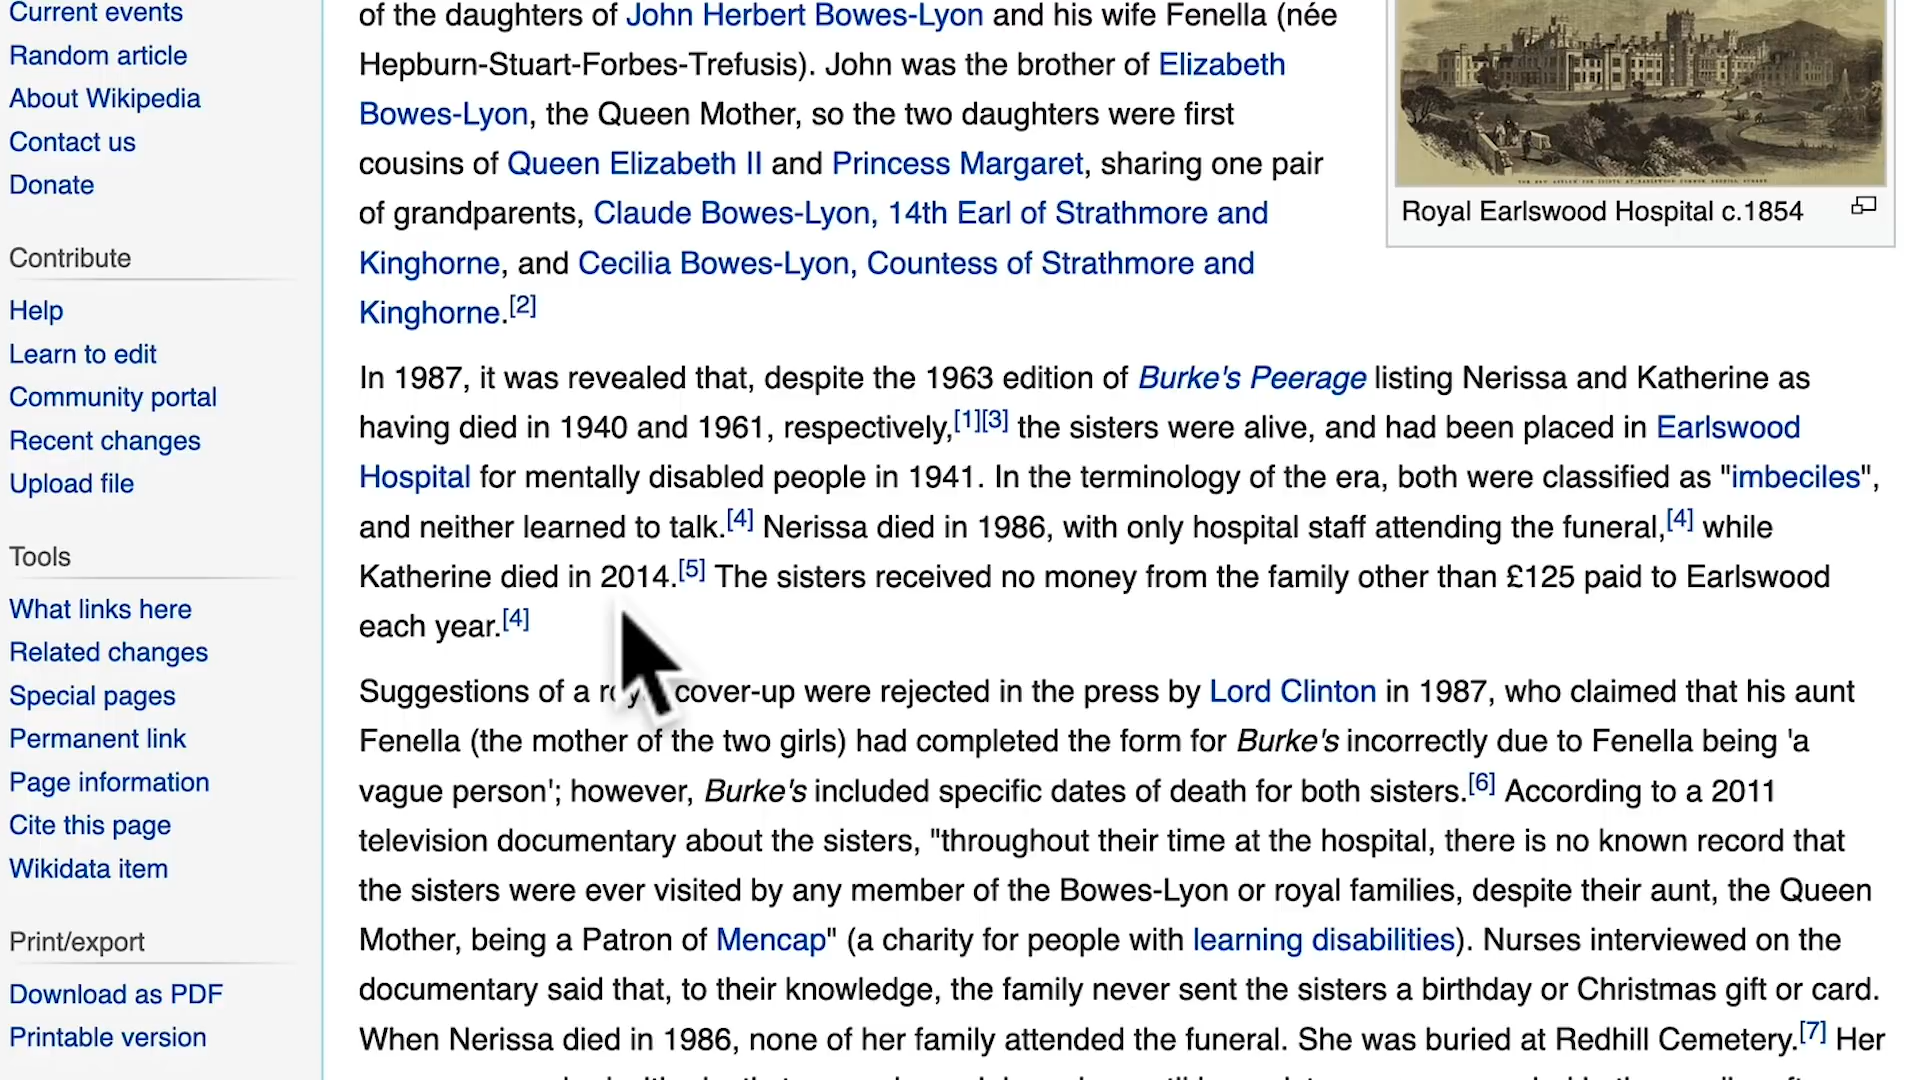 Current events
Random article
About Wikipedia
Contact us
Donate
Contribute
Help
Learn to edit
Community portal
Recent changes
Upload file
Tools
What links here
Related changes
Special pages
Permanent link
Page information
Cite this page
Wikidata item
Print/export
Download as PDF
Printable version
of the daughters of John Herbert Bowes-Lyon and his wife Fenella (née
Hepburn-Stuart-Forbes-Trefusis). John was the brother of Elizabeth
Bowes-Lyon, the Queen Mother, so the two daughters were first
cousins of Queen Elizabeth II and Princess Margaret, sharing one pair
of grandparents, Claude Bowes-Lyon, 14th Earl of Strathmore and
Kinghorne, and Cecilia Bowes-Lyon, Countess of Strathmore and
Kinghorne.[2]
Royal Earlswood Hospital c.1854
In 1987, it was revealed that, despite the 1963 edition of Burke's Peerage listing Nerissa and Katherine as
having died in 1940 and 1961, respectively,[1][3] the sisters were alive, and had been placed in Earlswood
Hospital for mentally disabled people in 1941. In the terminology of the era, both were classified as "imbeciles",
and neither learned to talk.[4] Nerissa died in 1986, with only hospital staff attending the funeral,[4] while
Katherine died in 2014.[5] The sisters received no money from the family other than £125 paid to Earlswood
each year.[4]
Suggestions of a cover-up were rejected in the press by Lord Clinton in 1987, who claimed that his aunt
Fenella (the mother of the two girls) had completed the form for Burke's incorrectly due to Fenella being 'a
vague person'; however, Burke's included specific dates of death for both sisters.[6] According to a 2011
television documentary about the sisters, "throughout their time at the hospital, there is no known record that
the sisters were ever visited by any member of the Bowes-Lyon or royal families, despite their aunt, the Queen
Mother, being a Patron of Mencap" (a charity for people with learning disabilities). Nurses interviewed on the
documentary said that, to their knowledge, the family never sent the sisters a birthday or Christmas gift or card.
When Nerissa died in 1986, none of her family attended the funeral. She was buried at Redhill Cemetery.[7] Her